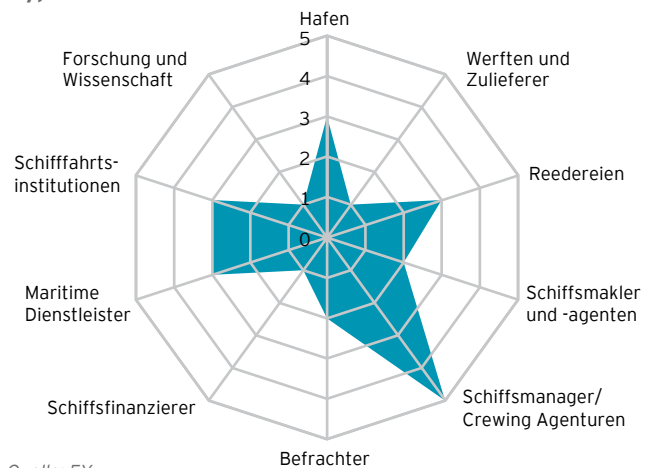 Hafen
5
4
3
2
1
0
Werften und
Zulieferer
Reedereien
Schiffsmakler
und -agenten
Schiffsmanager/
Crewing Agenturen
Befrachter
Schiffsfinanzierer
Maritime
Dienstleister
Schifffahrts-
institutionen
Forschung und
Wissenschaft